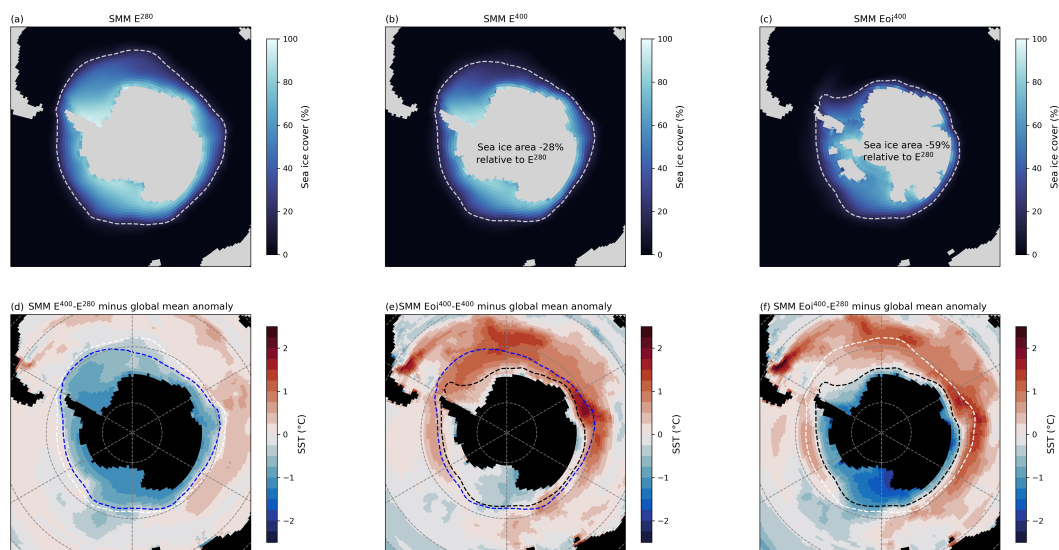 (a) SMM E²⁸⁰
100
80
60
40
20
0
Sea ice cover (%)
(b) SMM E⁴⁰⁰
Sea ice area -28%
relative to E²⁸⁰
100
80
60
40
20
0
Sea ice cover (%)
(c) SMM Eoi⁴⁰⁰
Sea ice area -59%
relative to E²⁸⁰
100
80
60
40
20
0
Sea ice cover (%)
(d) SMM E⁴⁰⁰-E²⁸⁰ minus global mean anomaly
2
1
0
−1
−2
SST (°C)
(e)SMM Eoi⁴⁰⁰-E⁴⁰⁰ minus global mean anomaly
2
1
0
−1
−2
SST (°C)
(f) SMM Eoi⁴⁰⁰-E²⁸⁰ minus global mean anomaly
2
1
0
−1
−2
SST (°C)